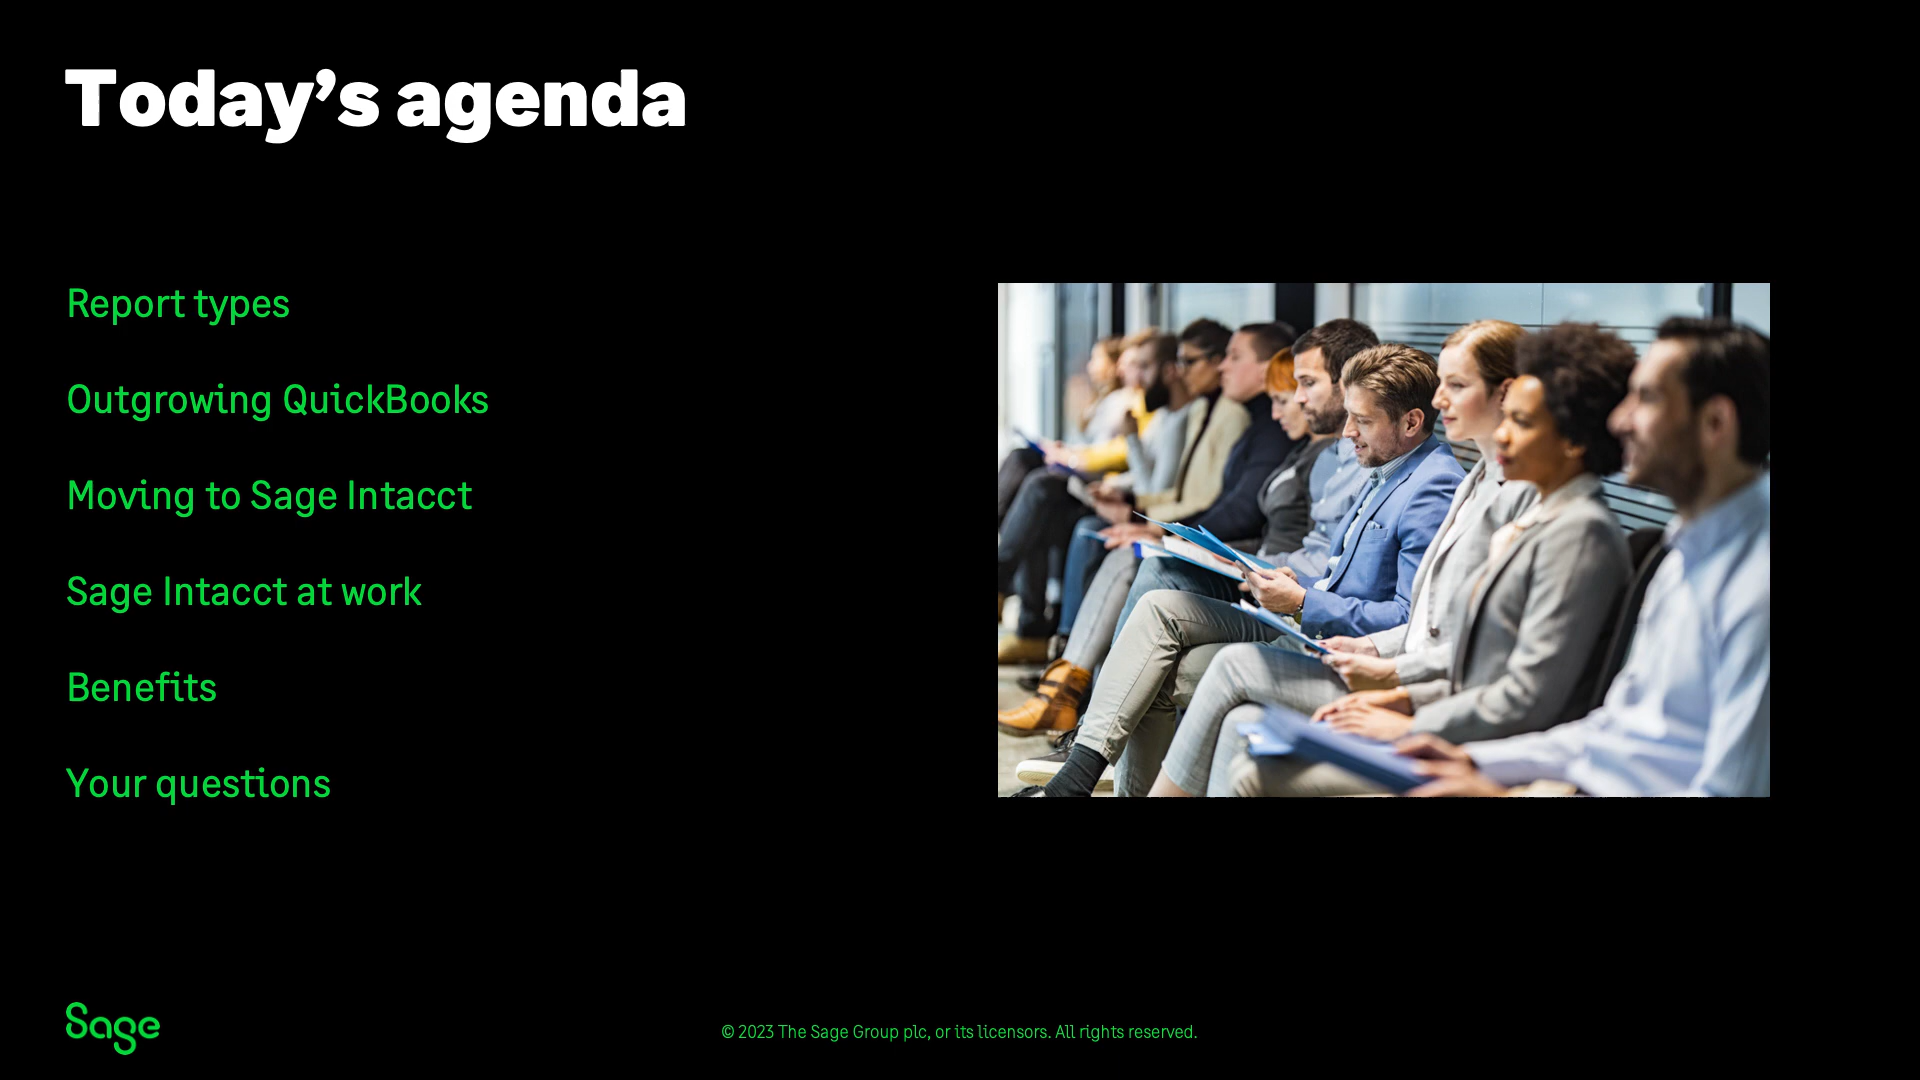 Today’s agenda
Report types
Outgrowing QuickBooks
Moving to Sage Intacct
Sage Intacct at work
Benefits
Your questions
Sage
© 2023 The Sage Group plc, or its licensors. All rights reserved.